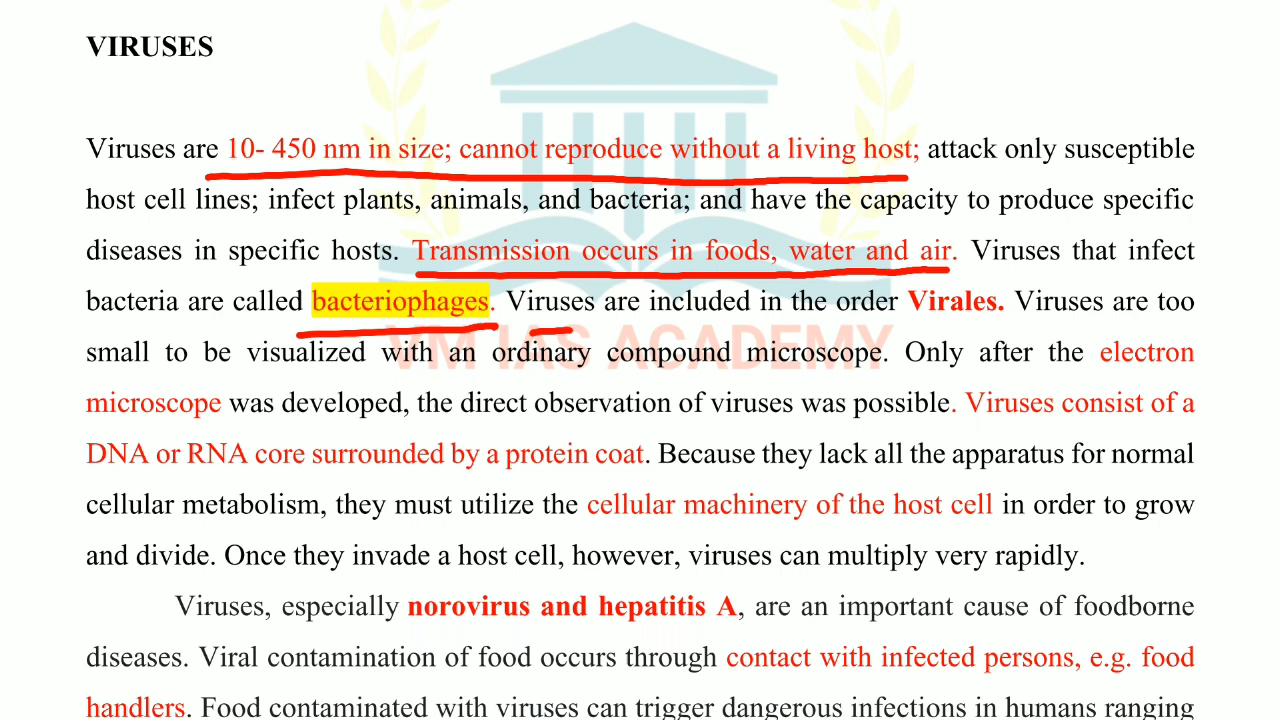 VIRUSES
Viruses are 10- 450 nm in size; cannot reproduce without a living host; attack only susceptible
host cell lines; infect plants, animals, and bacteria; and have the capacity to produce specific
diseases in specific hosts. Transmission occurs in foods, water and air. Viruses that infect
bacteria are called bacteriophages. Viruses are included in the order Virales. Viruses are too
VM IAS ACADEMY
small to be visualized with an ordinary compound microscope. Only after the electron
microscope was developed, the direct observation of viruses was possible. Viruses consist of a
DNA or RNA core surrounded by a protein coat. Because they lack all the apparatus for normal
cellular metabolism, they must utilize the cellular machinery of the host cell in order to grow
and divide. Once they invade a host cell, however, viruses can multiply very rapidly.
Viruses, especially norovirus and hepatitis A, are an important cause of foodborne
diseases. Viral contamination of food occurs through contact with infected persons, e.g. food
handlers. Food contaminated with viruses can trigger dangerous infections in humans ranging